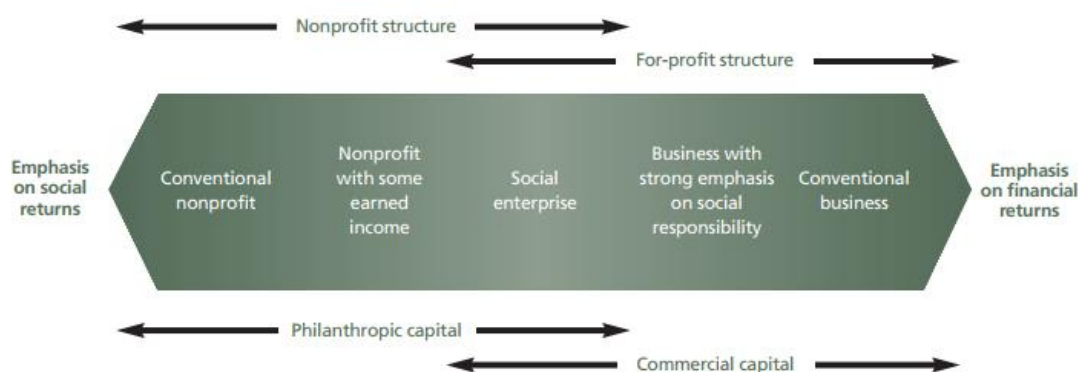 Nonprofit structure
For-profit structure
Emphasis
on social
returns
Conventional
nonprofit
Nonprofit
with some
earned
income
Social
enterprise
Business with
strong emphasis
on social
responsibility
Conventional
business
Emphasis
on financial
returns
Philanthropic capital
Commercial capital